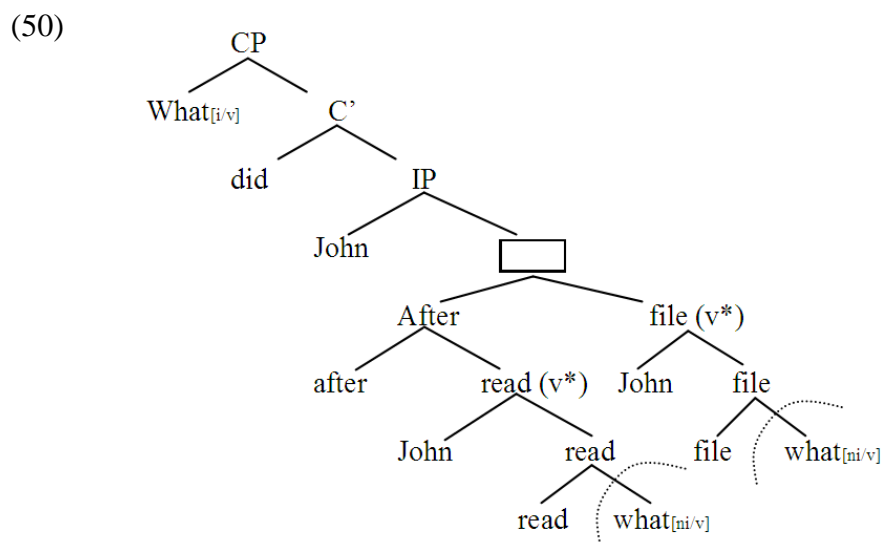 (50)
CP
What[i/v]
C’
did
IP
John
After
file (v*)
after
read (v*)
John
file
John
read
file
what[ni/v]
read
what[ni/v]